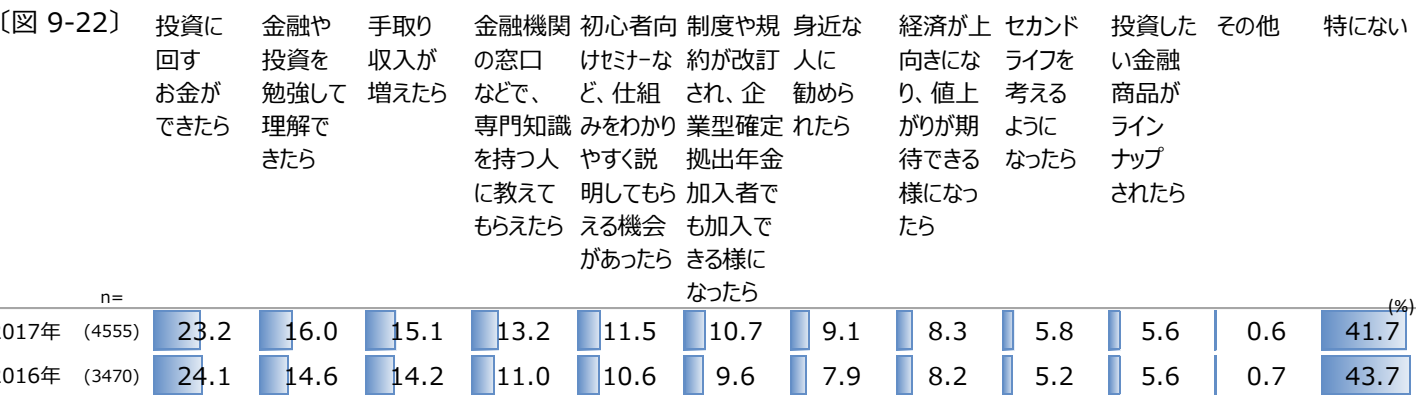 〔図 9-22〕
投資に
回す
お金が
できたら
金融や
投資を
勉強して
理解で
きたら
手取り
収入が
増えたら
金融機関
の窓口
などで、
専門知識
を持つ人
に教えて
もらえたら
初心者向
けセミナーな
ど、仕組
みをわかり
やすく説
明してもら
える機会
があったら
制度や規
約が改訂
され、企
業型確定
拠出年金
加入者で
も加入で
きる様に
なったら
身近な
人に
勧めら
れたら
経済が上
向きにな
り、値上
がりが期
待できる
様になっ
たら
セカンド
ライフを
考える
ように
なったら
投資した
い金融
商品が
ライン
ナップ
されたら
その他
特にない
n=
(%)
2017年 (4555) 23.2 16.0 15.1 13.2 11.5 10.7 9.1 8.3 5.8 5.6 0.6 41.7
2016年 (3470) 24.1 14.6 14.2 11.0 10.6 9.6 7.9 8.2 5.2 5.6 0.7 43.7